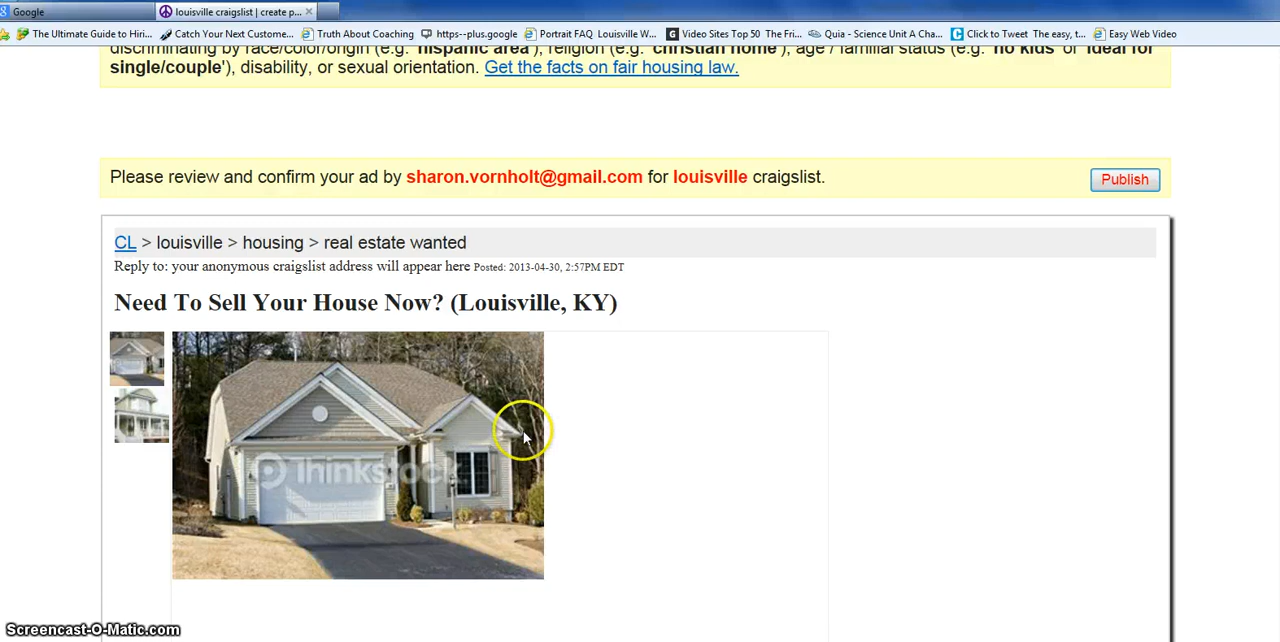 Google
louisville craigslist | create p...
The Ultimate Guide to Hiri...
Catch Your Next Custome...
Truth About Coaching
https--plus.google
Portrait FAQ Louisville W...
Video Sites Top 50 The Fri...
Quia - Science Unit A Cha...
Click to Tweet The easy, t...
Easy Web Video
discriminating by race/color/origin (e.g. 'hispanic area'), religion (e.g. 'christian home'), age / familial status (e.g. 'no kids' or 'ideal for
single/couple'), disability, or sexual orientation. Get the facts on fair housing law.
Please review and confirm your ad by sharon.vornholt@gmail.com for louisville craigslist.
Publish
CL > louisville > housing > real estate wanted
Reply to: your anonymous craigslist address will appear here Posted: 2013-04-30, 2:57PM EDT
Need To Sell Your House Now? (Louisville, KY)
Thinkstock
Screencast-O-Matic.com